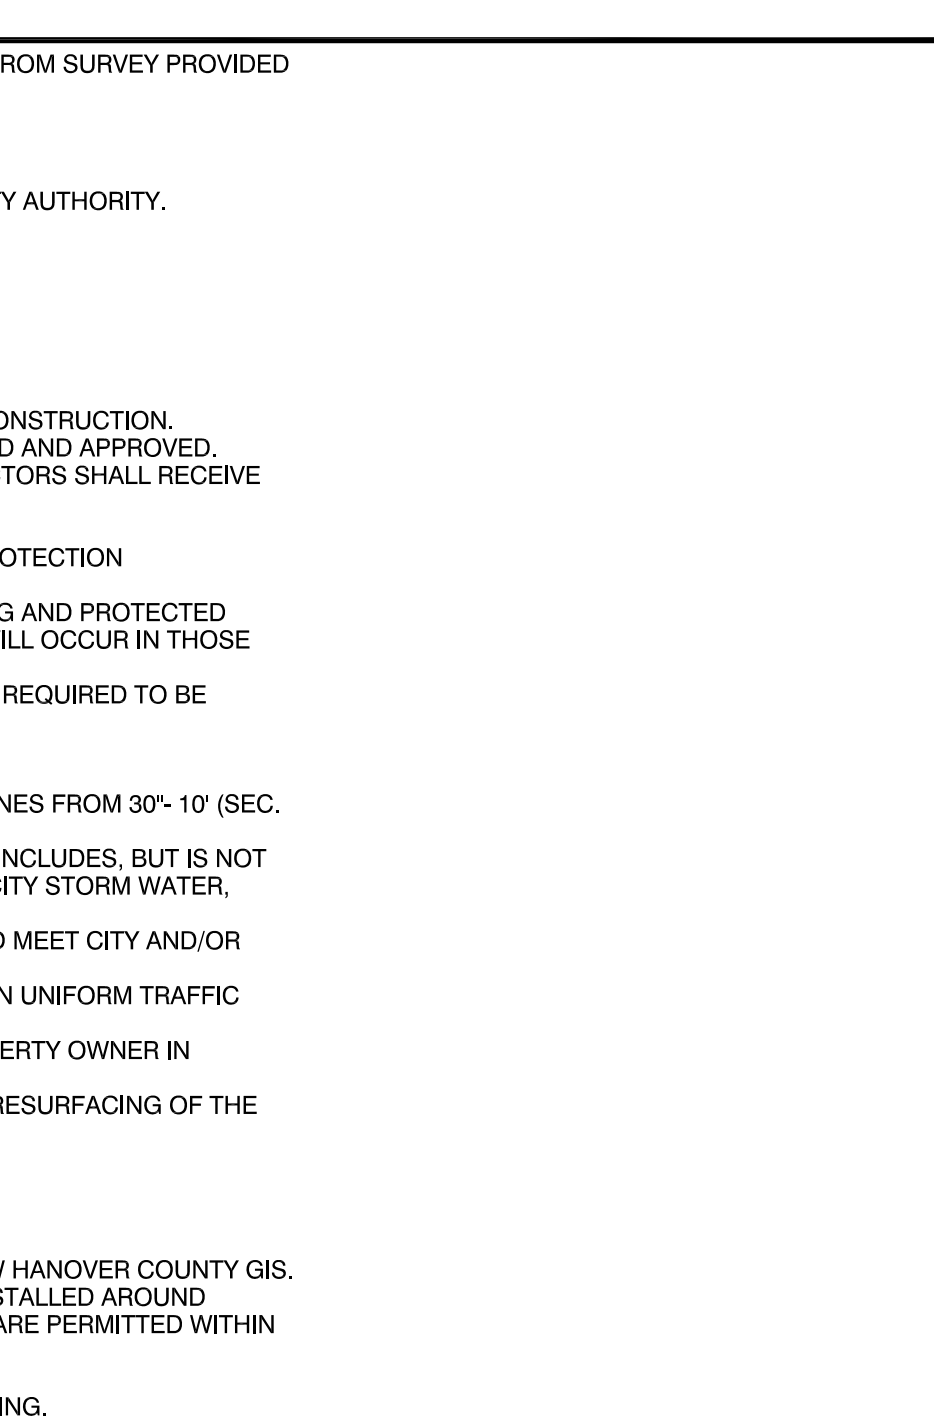 ROM SURVEY PROVIDED
Y AUTHORITY.
ONSTRUCTION.
D AND APPROVED.
TORS SHALL RECEIVE
OTECTION
G AND PROTECTED
ILL OCCUR IN THOSE
REQUIRED TO BE
NES FROM 30"- 10' (SEC.
INCLUDES, BUT IS NOT
CITY STORM WATER,
O MEET CITY AND/OR
N UNIFORM TRAFFIC
ERTY OWNER IN
RESURFACING OF THE
W HANOVER COUNTY GIS.
STALLED AROUND
ARE PERMITTED WITHIN
ING.